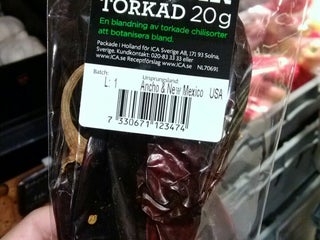 TORKAD 20g
En blandning av torkade chilisorter
att botanisera bland.
Packade i Holland för ICA Sverige AB, 171 93 Solna,
Sverige. Kundkontakt: 020-83 33 33 eller
www.ica.se Receptförslag www.ICA.se NL70691
Batch: Ursprungsland:
L: 1 Ancho & New Mexico USA
7 330671 123474